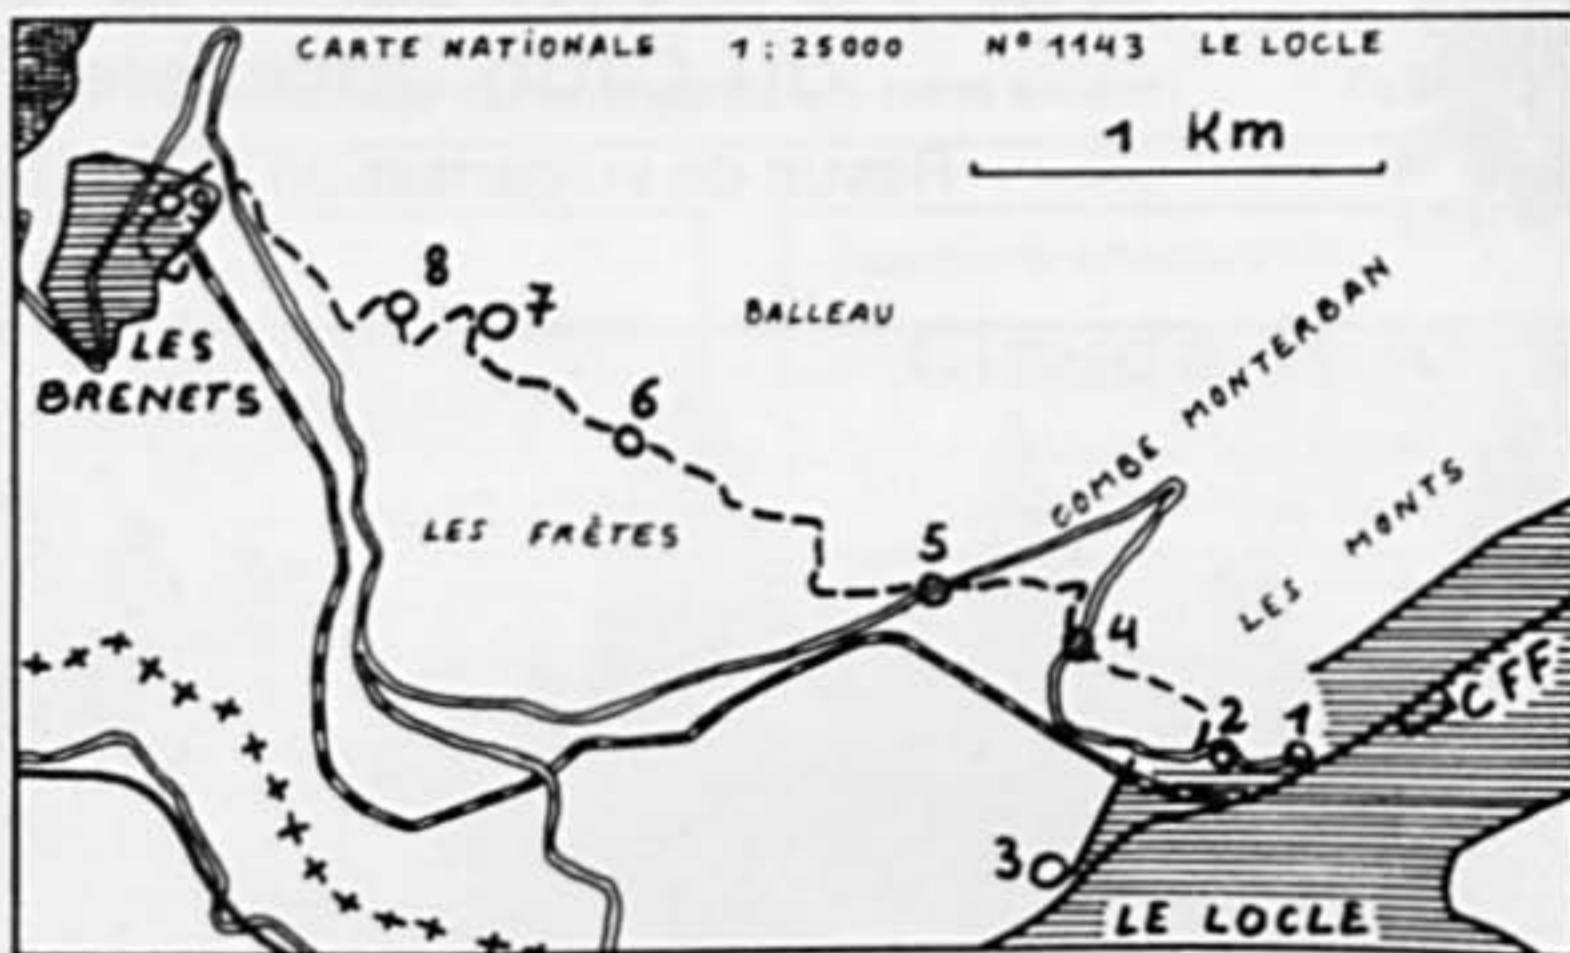 CARTE NATIONALE 1 : 25000 N° 1143 LE LOCLE
1 Km
9
8
7
BALLEAU
LES BRENETS
6
COMBE MONTERBAN
LES FRÊTES
5
LES MONTS
4
2
1
CFF
3
LE LOCLE